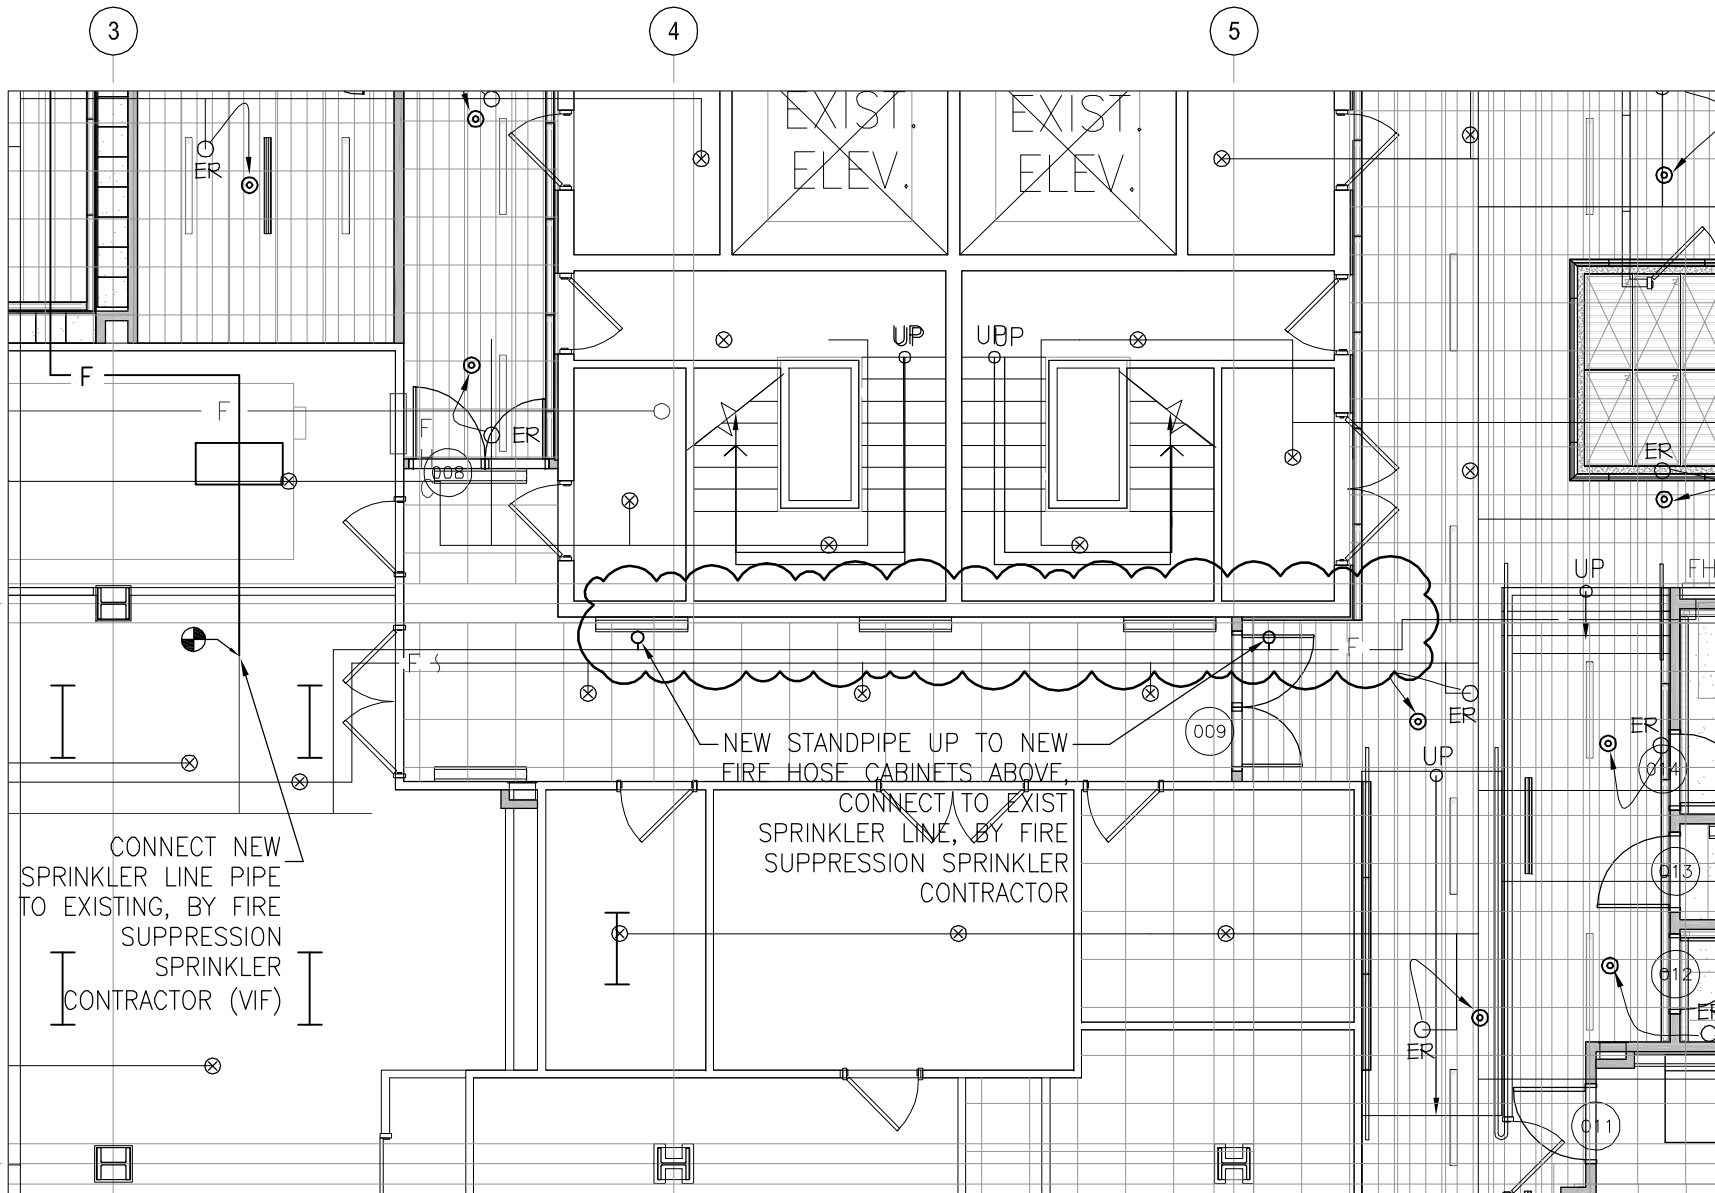 3
4
5
EXIST.
ELEV.
EXIST.
ELEV.
ER
UP
UP
UP
F
F
F
ER
008
ER
UP
FH
F
F
ER
009
NEW STANDPIPE UP TO NEW
FIRE HOSE CABINETS ABOVE,
CONNECT TO EXIST
SPRINKLER LINE, BY FIRE
SUPPRESSION SPRINKLER
CONTRACTOR
UP
ER
014
CONNECT NEW
SPRINKLER LINE PIPE
TO EXISTING, BY FIRE
SUPPRESSION
SPRINKLER
CONTRACTOR (VIF)
013
012
ER
ER
011